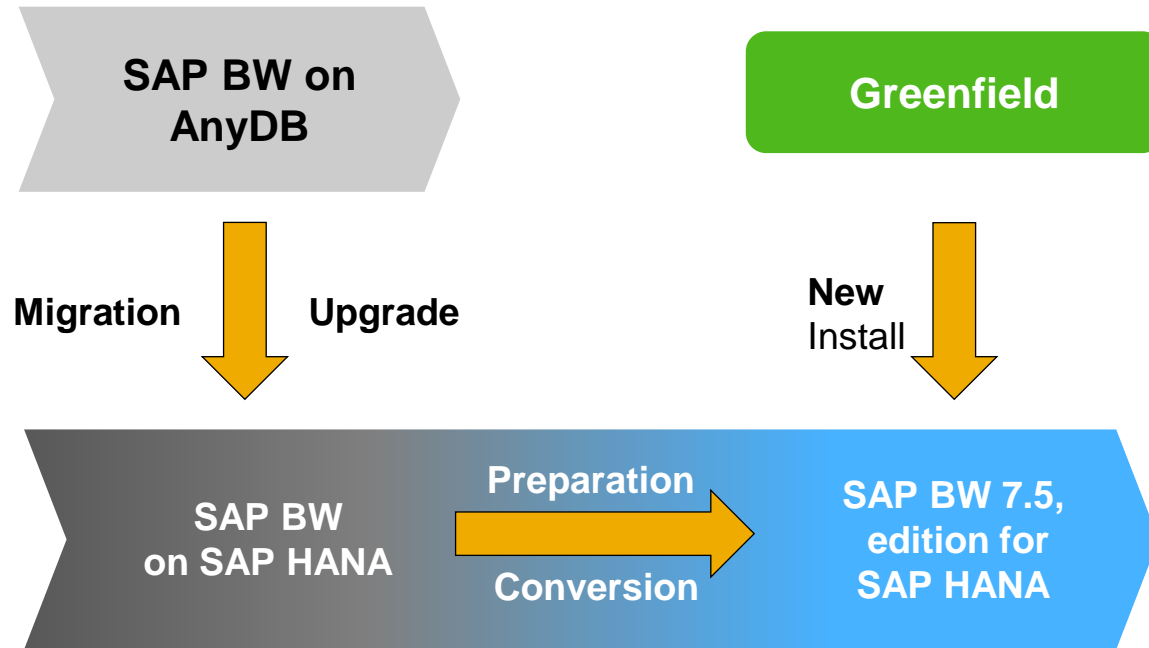 SAP BW on
AnyDB
Greenfield
Migration
Upgrade
New
Install
SAP BW
on SAP HANA
Preparation
Conversion
SAP BW 7.5,
edition for
SAP HANA